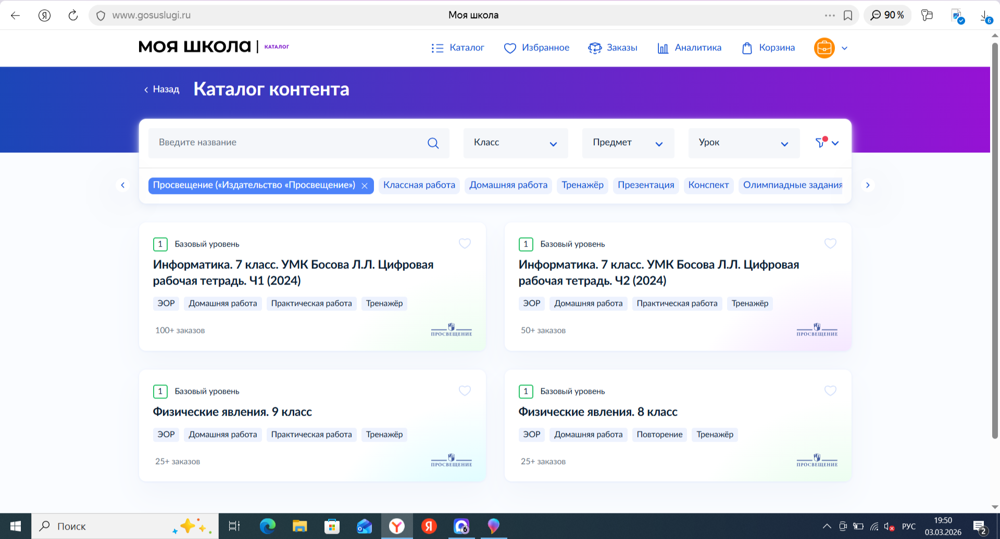 www.gosuslugi.ru
Моя школа
90 %
6
МОЯ ШКОЛА | КАТАЛОГ
Каталог
Избранное
Заказы
Аналитика
Корзина
Назад
Каталог контента
Введите название
Класс
Предмет
Урок
Просвещение («Издательство «Просвещение»)
Классная работа
Домашняя работа
Тренажёр
Презентация
Конспект
Олимпиадные задания
1 Базовый уровень
Информатика. 7 класс. УМК Босова Л.Л. Цифровая
рабочая тетрадь. Ч1 (2024)
ЭОР Домашняя работа Практическая работа Тренажёр
100+ заказов
ПРОСВЕЩЕНИЕ
1 Базовый уровень
Информатика. 7 класс. УМК Босова Л.Л. Цифровая
рабочая тетрадь. Ч2 (2024)
ЭОР Домашняя работа Практическая работа Тренажёр
50+ заказов
ПРОСВЕЩЕНИЕ
1 Базовый уровень
Физические явления. 9 класс
ЭОР Домашняя работа Практическая работа Тренажёр
25+ заказов
ПРОСВЕЩЕНИЕ
1 Базовый уровень
Физические явления. 8 класс
ЭОР Домашняя работа Повторение Тренажёр
25+ заказов
ПРОСВЕЩЕНИЕ
Поиск
6
РУС
19:50
03.03.2026
2